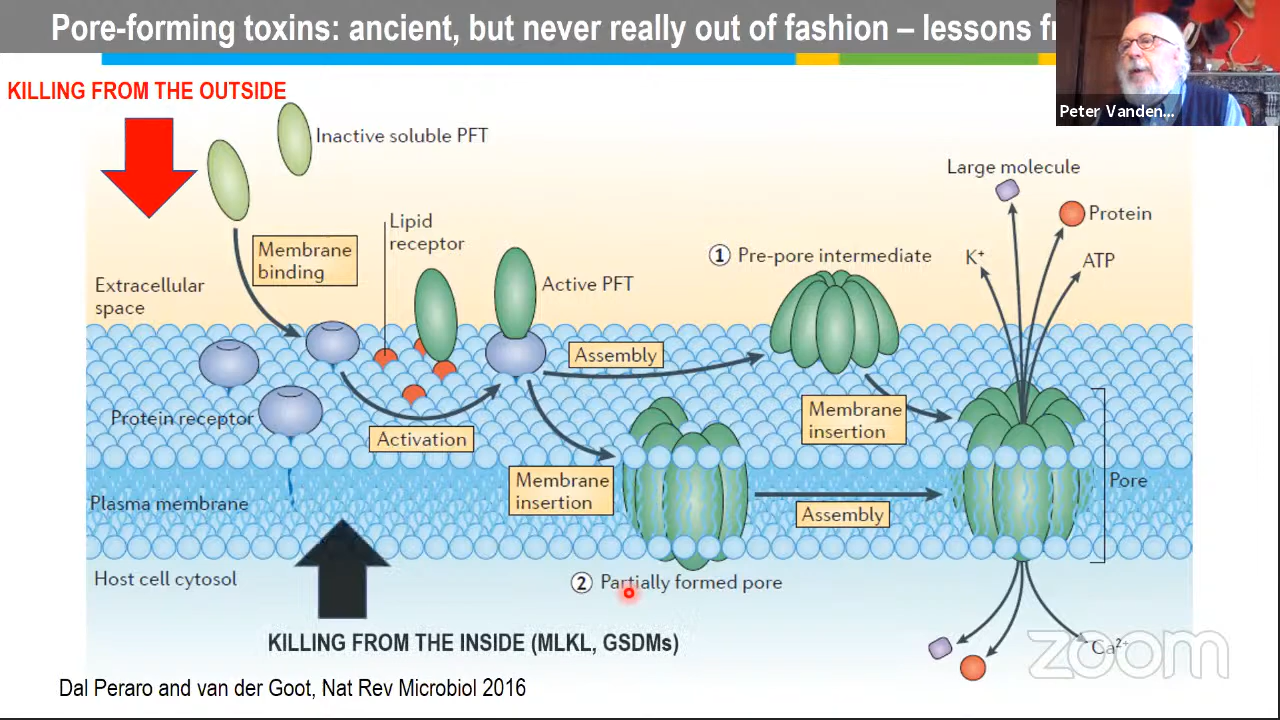 Pore-forming toxins: ancient, but never really out of fashion – lessons
Peter Vanden...
KILLING FROM THE OUTSIDE
Inactive soluble PFT
Large molecule
Lipid
receptor
Protein
Membrane
binding
① Pre-pore intermediate
K⁺
ATP
Extracellular
space
Active PFT
Assembly
Protein receptor
Activation
Membrane
insertion
Membrane
insertion
Pore
Plasma membrane
Assembly
Host cell cytosol
② Partially formed pore
KILLING FROM THE INSIDE (MLKL, GSDMs)
Ca²⁺
zoom
Dal Peraro and van der Goot, Nat Rev Microbiol 2016